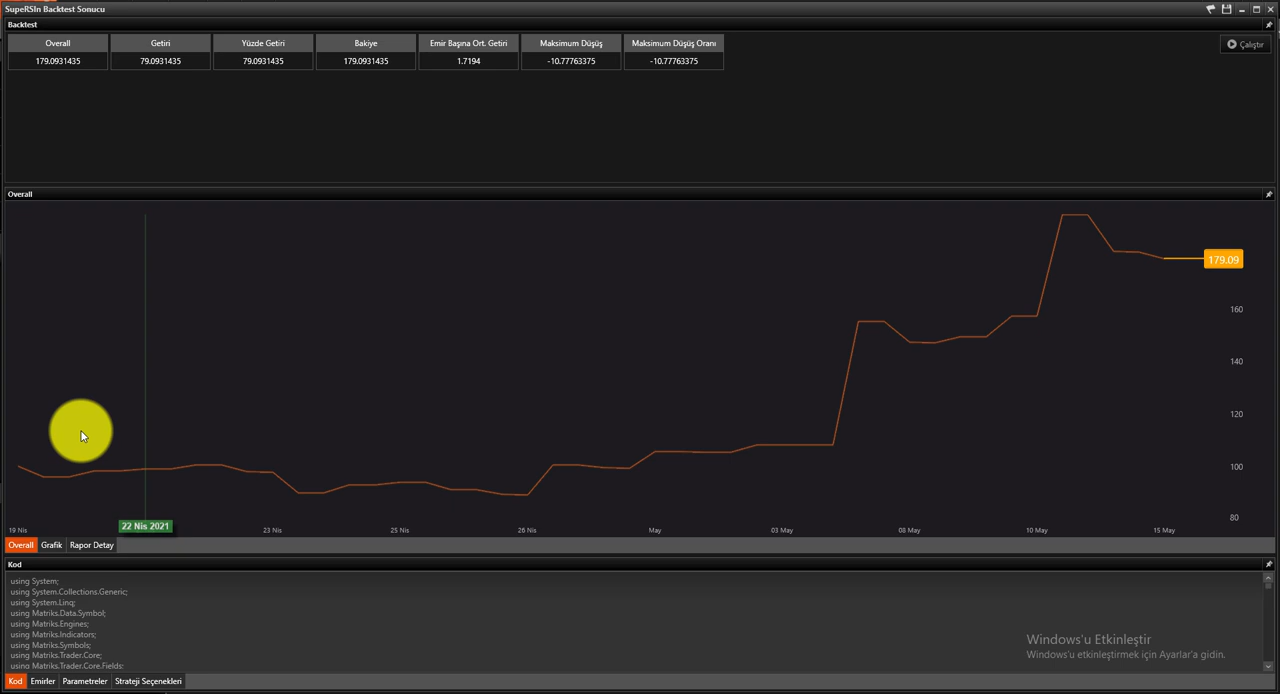 SupeRSIn Backtest Sonucu
Backtest
Overall Getiri Yüzde Getiri Bakiye Emir Başına Ort. Getiri Maksimum Düşüş Maksimum Düşüş Oranı
179.0931435 79.0931435 79.0931435 179.0931435 1.7194 -10.77763375 -10.77763375
Çalıştır
Overall
179.09
160
140
120
100
80
19 Nis 22 Nis 2021 23 Nis 25 Nis 26 Nis May 03 May 08 May 10 May 15 May
Overall Grafik Rapor Detay
Kod
using System;
using System.Collections.Generic;
using System.Linq;
using Matriks.Data.Symbol;
using Matriks.Engines;
using Matriks.Indicators;
using Matriks.Symbols;
using Matriks.Trader.Core;
using Matriks.Trader.Core.Fields;
Windows'u Etkinleştir
Windows'u etkinleştirmek için Ayarlar'a gidin.
Kod Emirler Parametreler Strateji Seçenekleri